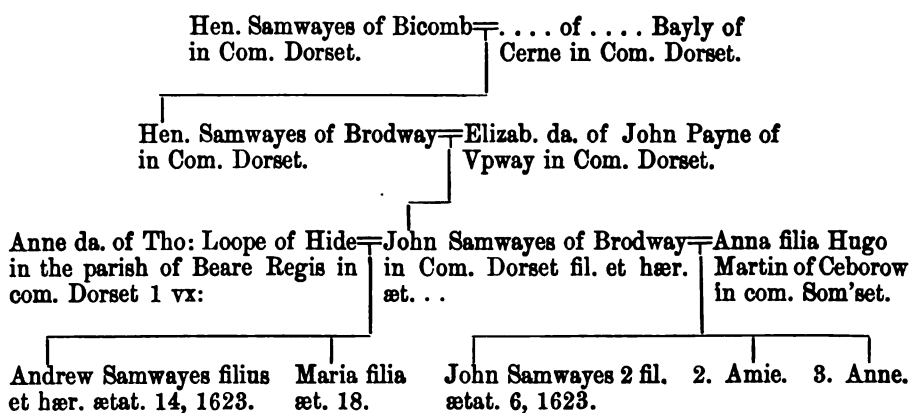 Hen. Samwayes of Bicomb=. . . . of . . . . Bayly of
in Com. Dorset. Cerne in Com. Dorset.
Hen. Samwayes of Brodway=Elizab. da. of John Payne of
in Com. Dorset. Vpway in Com. Dorset.
Anne da. of Tho: Loope of Hide=John Samwayes of Brodway=Anna filia Hugo
in the parish of Beare Regis in in Com. Dorset fil. et hær. Martin of Ceborow
com. Dorset 1 vx: æt. . . in com. Som'set.
Andrew Samwayes filius Maria filia John Samwayes 2 fil. 2. Amie. 3. Anne.
et hær. ætat. 14, 1623. æt. 18. ætat. 6, 1623.